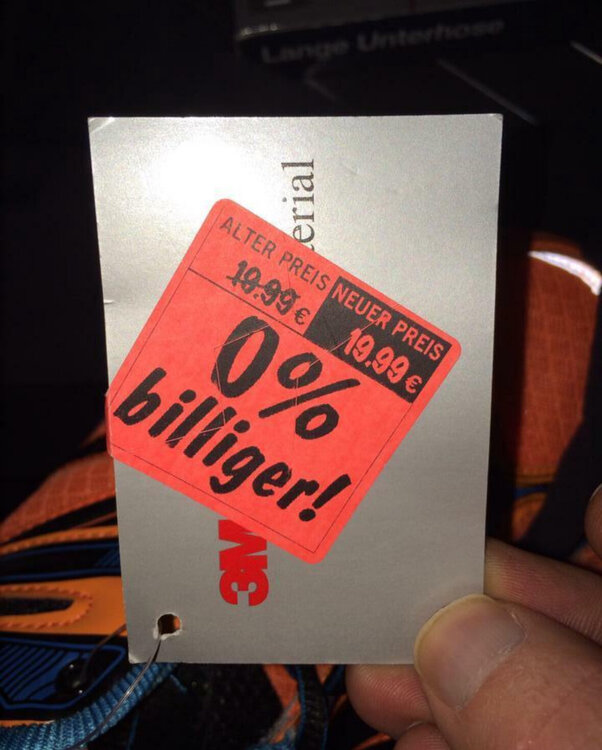 Lange Unterhose
erial
ALTER PREIS
19.99 €
NEUER PREIS
19.99 €
0%
billiger!
3M